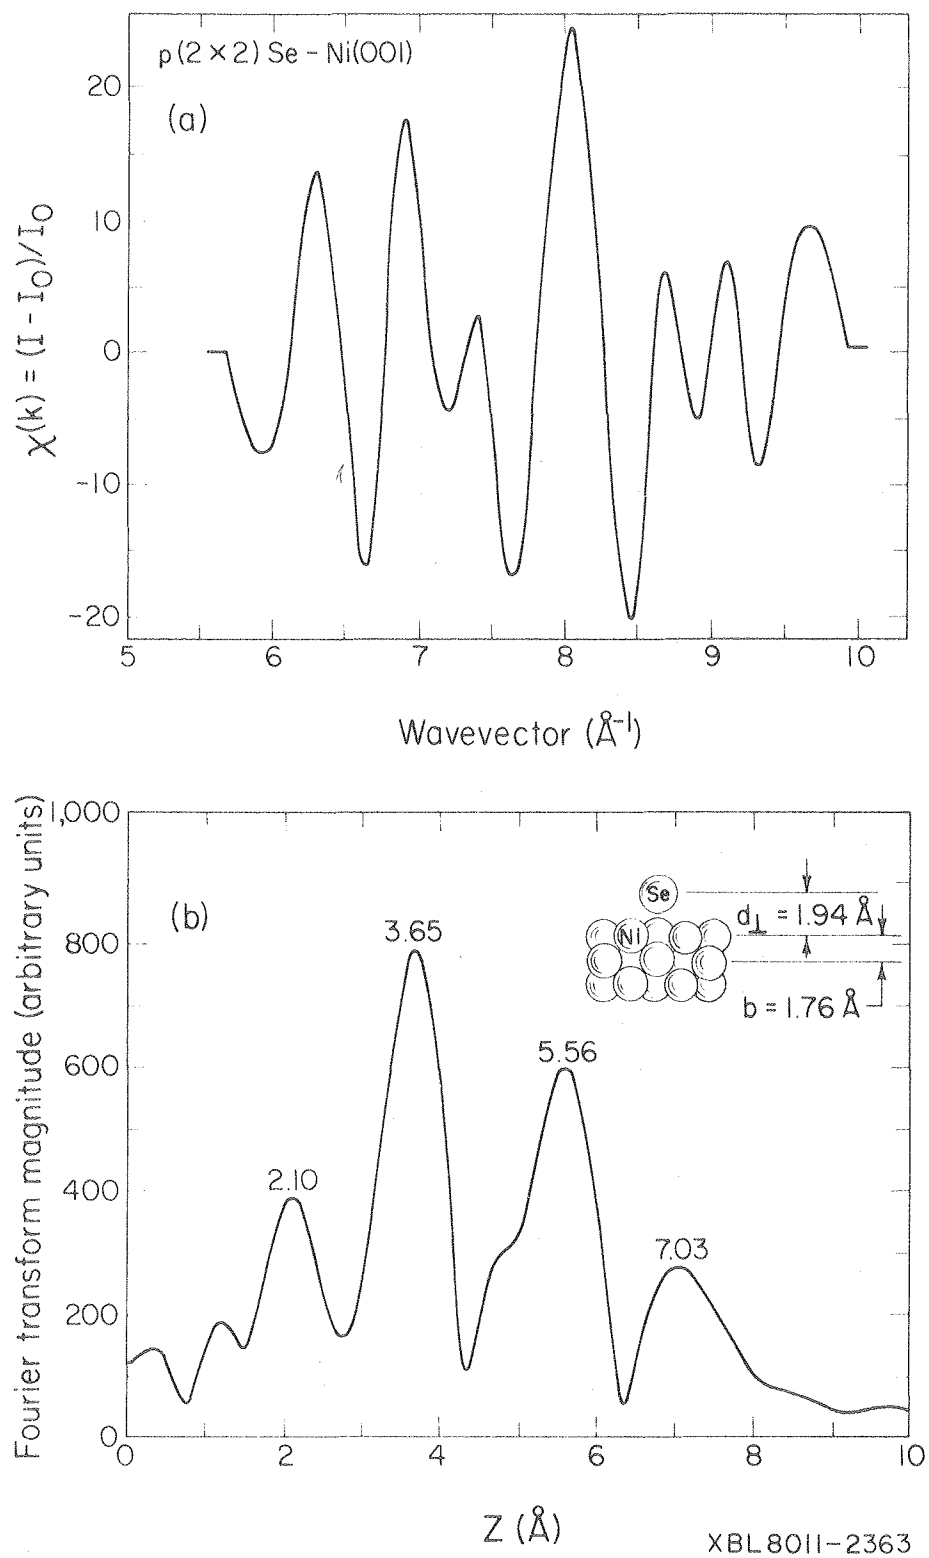 p(2×2)Se-Ni(001)
(a)
χ(k) = (I - I₀)/I₀
20
10
0
-10
-20
5 6 7 8 9 10
Wavevector (Å⁻¹)
Fourier transform magnitude (arbitrary units)
1,000
800
600
400
200
0
(b)
2.10
3.65
5.56
7.03
Se
Ni
d⊥ = 1.94 Å
b = 1.76 Å
0 2 4 6 8 10
Z (Å)
XBL8011-2363